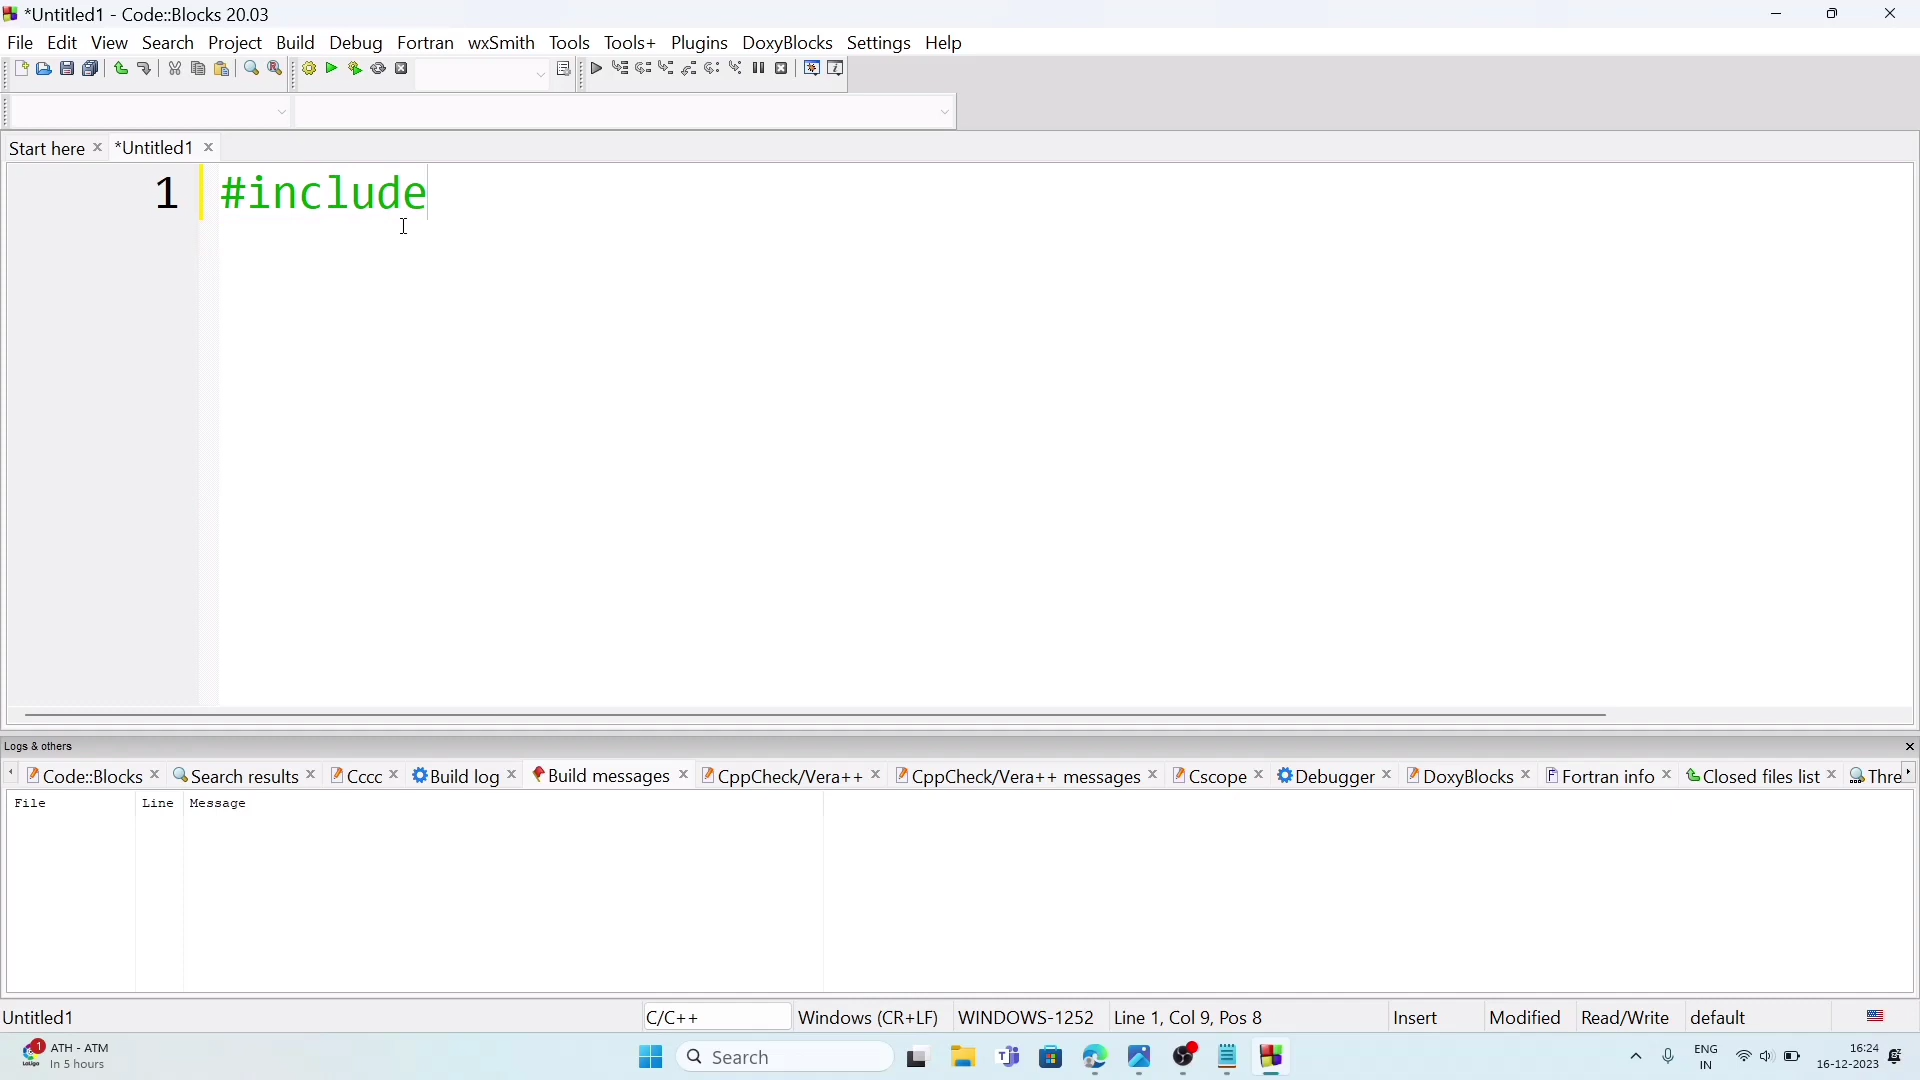 *Untitled1 - Code::Blocks 20.03
File Edit View Search Project Build Debug Fortran wxSmith Tools Tools+ Plugins DoxyBlocks Settings Help
Start here *Untitled1
1 #include
Logs & others
Code::Blocks Search results Cccc Build log Build messages CppCheck/Vera++ CppCheck/Vera++ messages Cscope Debugger DoxyBlocks Fortran info Closed files list Thre
File Line Message
Untitled1 C/C++ Windows (CR+LF) WINDOWS-1252 Line 1, Col 9, Pos 8 Insert Modified Read/Write default
1 ATH - ATM
In 5 hours
Search
ENG
IN
16:24
16-12-2023